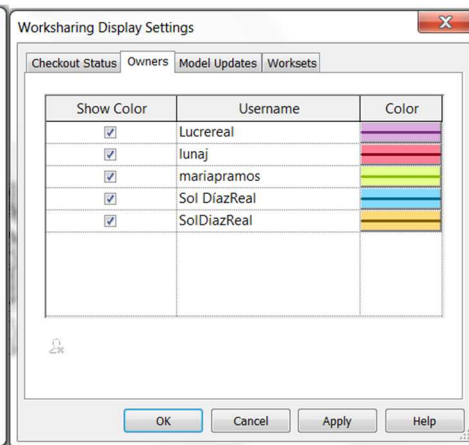 Worksharing Display Settings
Checkout Status Owners Model Updates Worksets
Show Color Username Color
Lucrereal
lunaj
mariapramos
Sol DíazReal
SolDiazReal
OK Cancel Apply Help